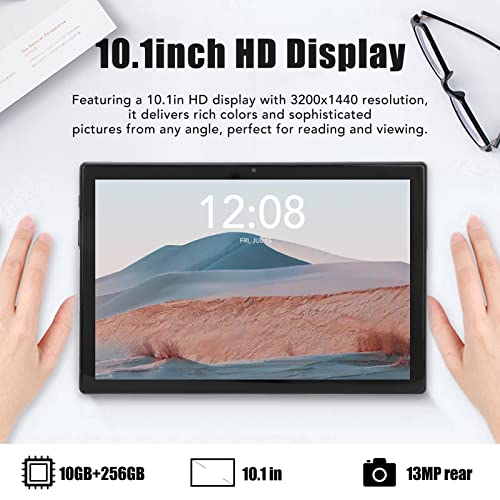 10.1inch HD Display
Featuring a 10.1in HD display with 3200x1440 resolution,
it delivers rich colors and sophisticated
pictures from any angle, perfect for reading and viewing.
12:08
10GB+256GB
10.1 in
13MP rear